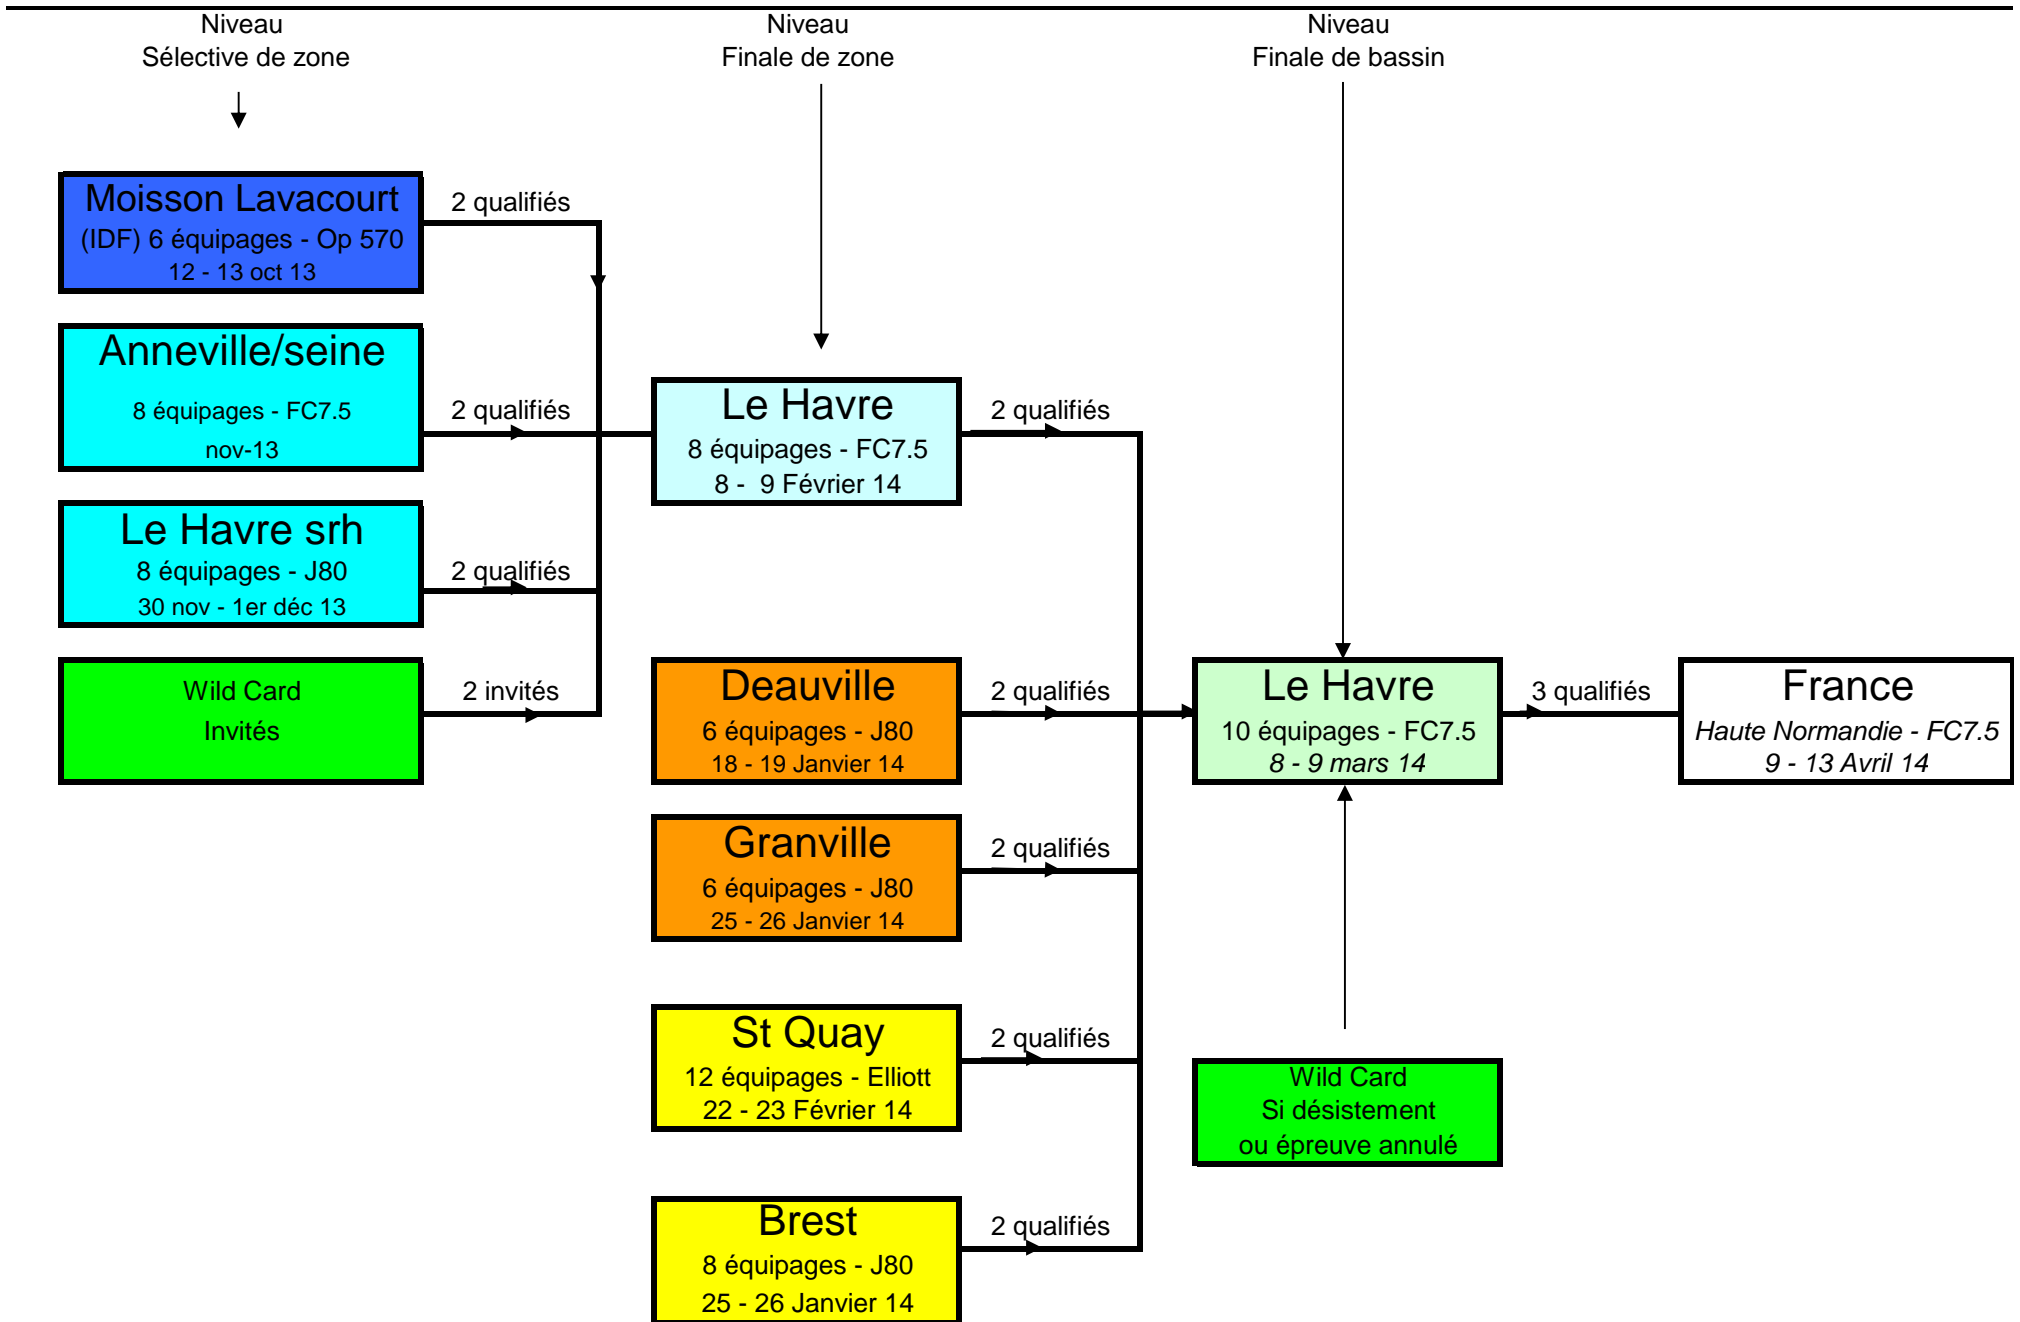 Niveau
Sélective de zone
Niveau
Finale de zone
Niveau
Finale de bassin
Moisson Lavacourt
(IDF) 6 équipages - Op 570
12 - 13 oct 13
2 qualifiés
Anneville/seine
8 équipages - FC7.5
nov-13
2 qualifiés
Le Havre srh
8 équipages - J80
30 nov - 1er déc 13
2 qualifiés
Wild Card
Invités
2 invités
Le Havre
8 équipages - FC7.5
8 - 9 Février 14
2 qualifiés
Deauville
6 équipages - J80
18 - 19 Janvier 14
2 qualifiés
Granville
6 équipages - J80
25 - 26 Janvier 14
2 qualifiés
St Quay
12 équipages - Elliott
22 - 23 Février 14
2 qualifiés
Brest
8 équipages - J80
25 - 26 Janvier 14
2 qualifiés
Le Havre
10 équipages - FC7.5
8 - 9 mars 14
3 qualifiés
Wild Card
Si désistement
ou épreuve annulé
France
Haute Normandie - FC7.5
9 - 13 Avril 14